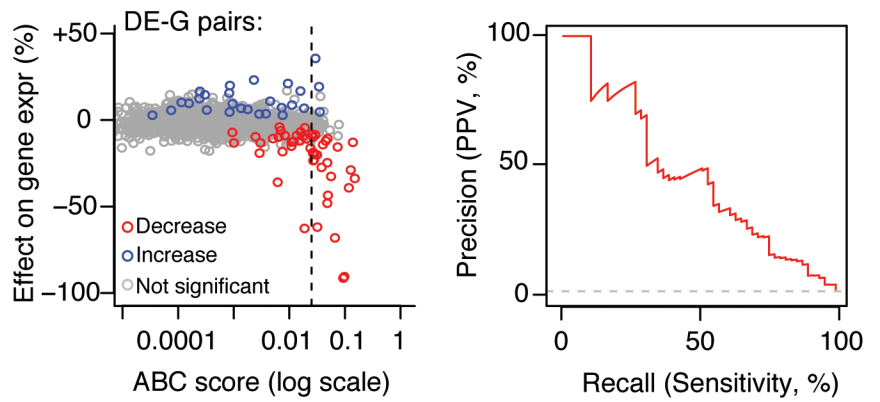 DE-G pairs:
Effect on gene expr (%)
+50
0
−50
−100
Decrease
Increase
Not significant
0.0001 0.01 0.1 1
ABC score (log scale)
Precision (PPV, %)
100
50
0
0 50 100
Recall (Sensitivity, %)